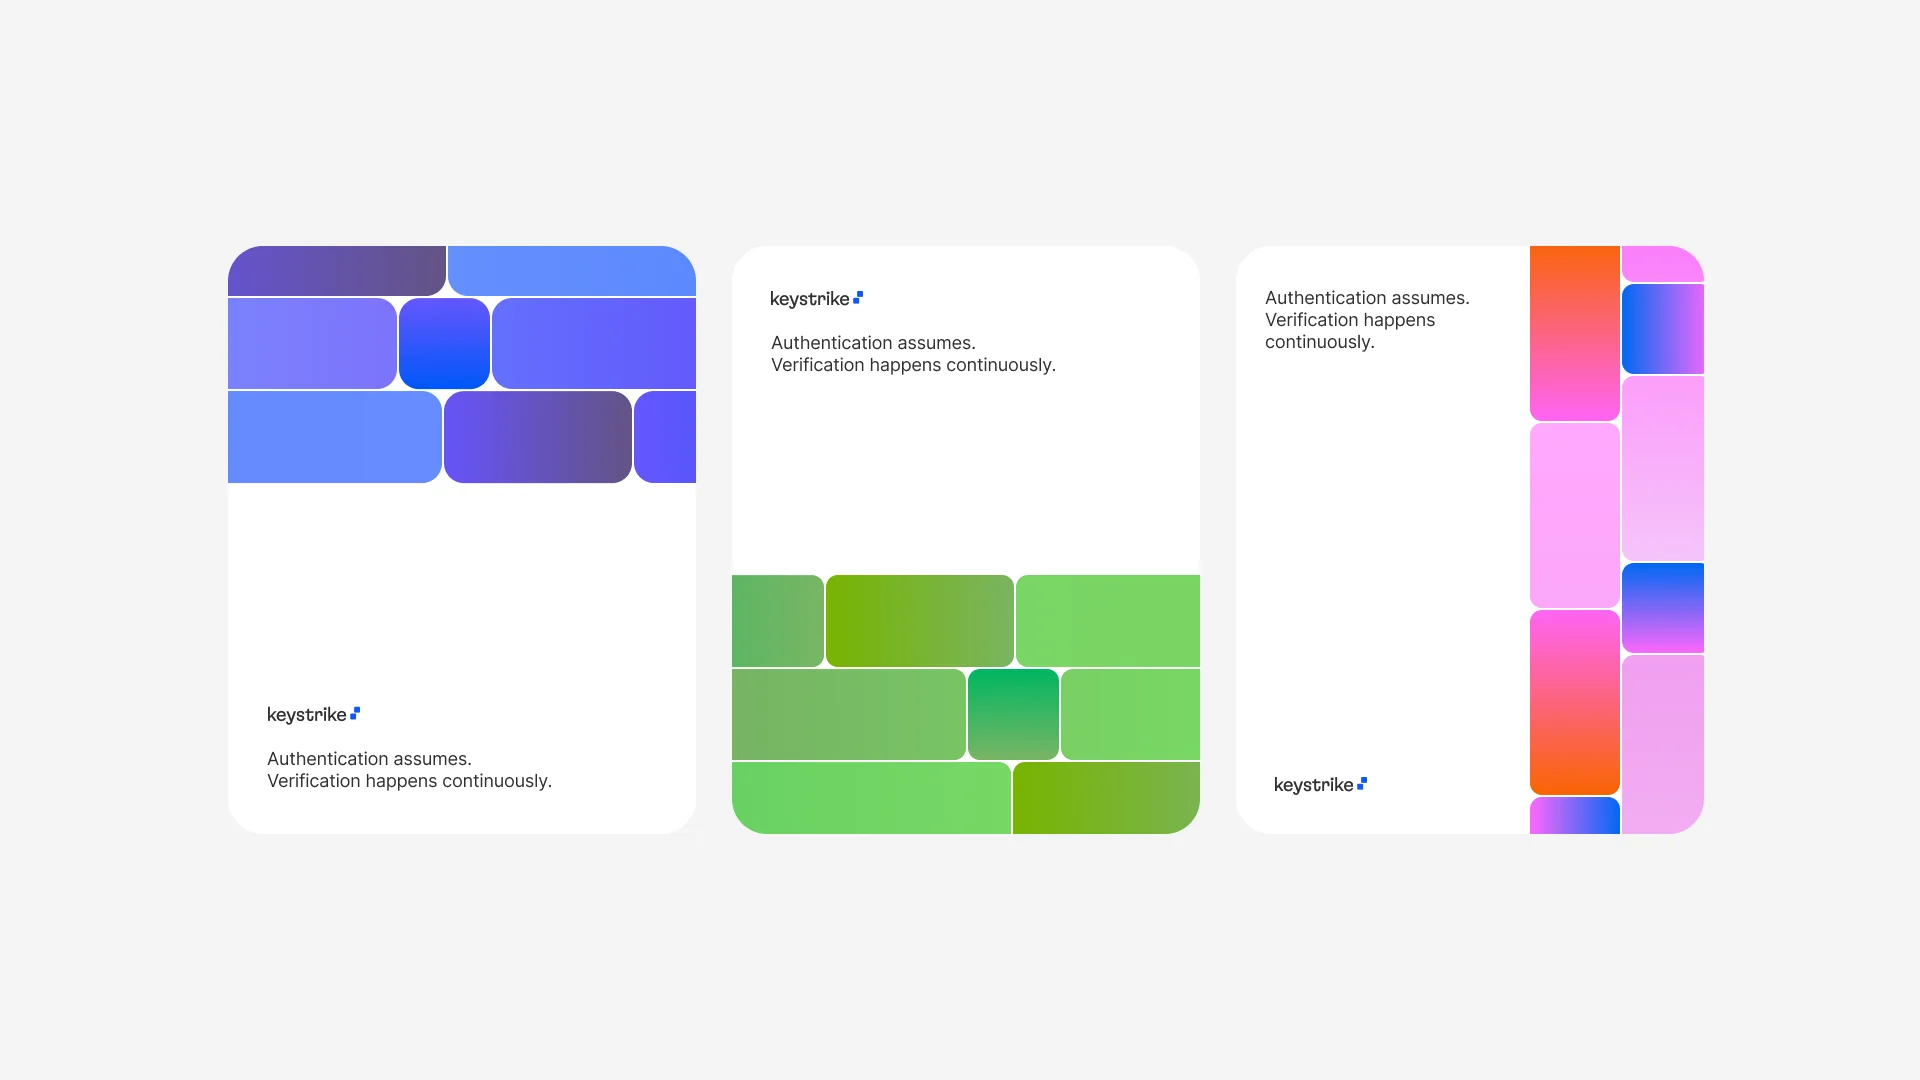 keystrike
Authentication assumes.
Verification happens continuously.
keystrike
Authentication assumes.
Verification happens continuously.
Authentication assumes.
Verification happens
continuously.
keystrike